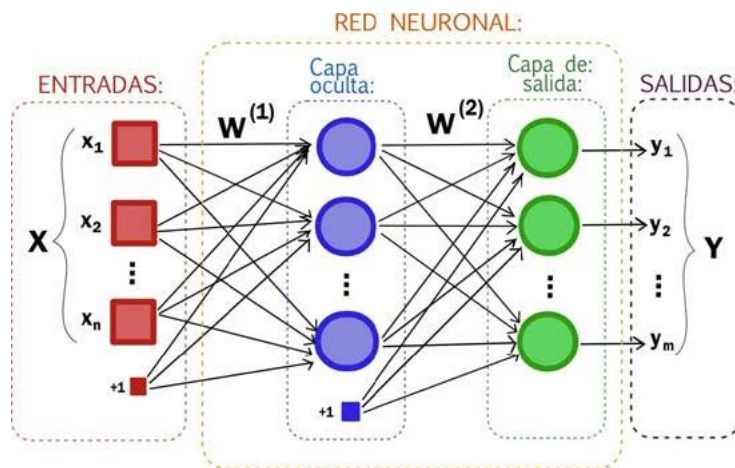 RED NEURONAL:
ENTRADAS:
Capa
oculta:
Capa de:
salida:
SALIDAS:
W(1)
W(2)
x1
x2
xn
+1
X
+1
y1
y2
ym
Y